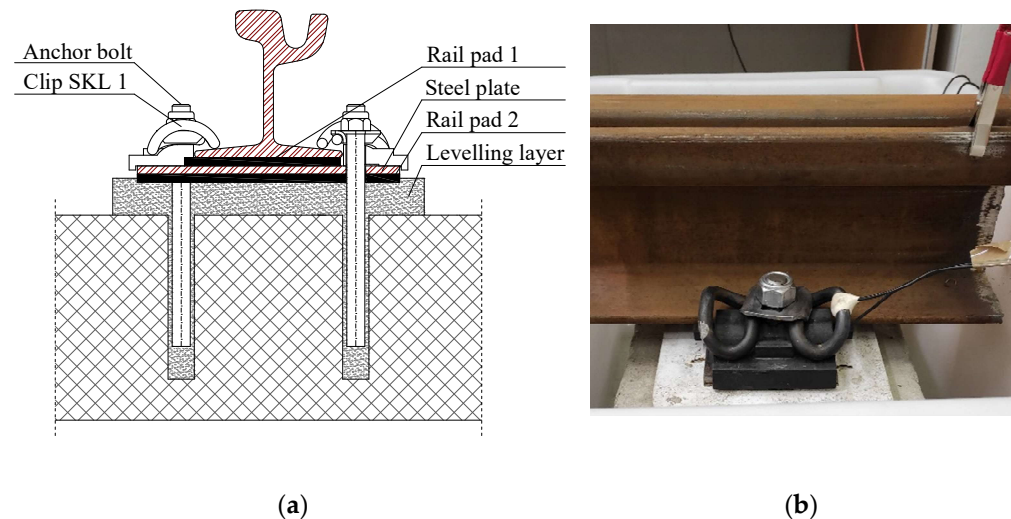 Anchor bolt
Clip SKL 1
Rail pad 1
Steel plate
Rail pad 2
Levelling layer
(a)
(b)